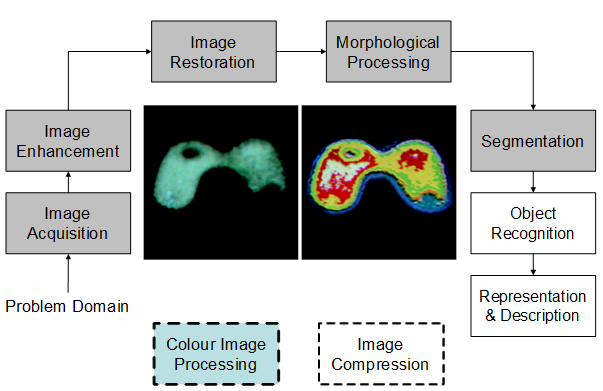 Image
Restoration
Morphological
Processing
Image
Enhancement
Segmentation
Image
Acquisition
Object
Recognition
Problem Domain
Representation
& Description
Colour Image
Processing
Image
Compression